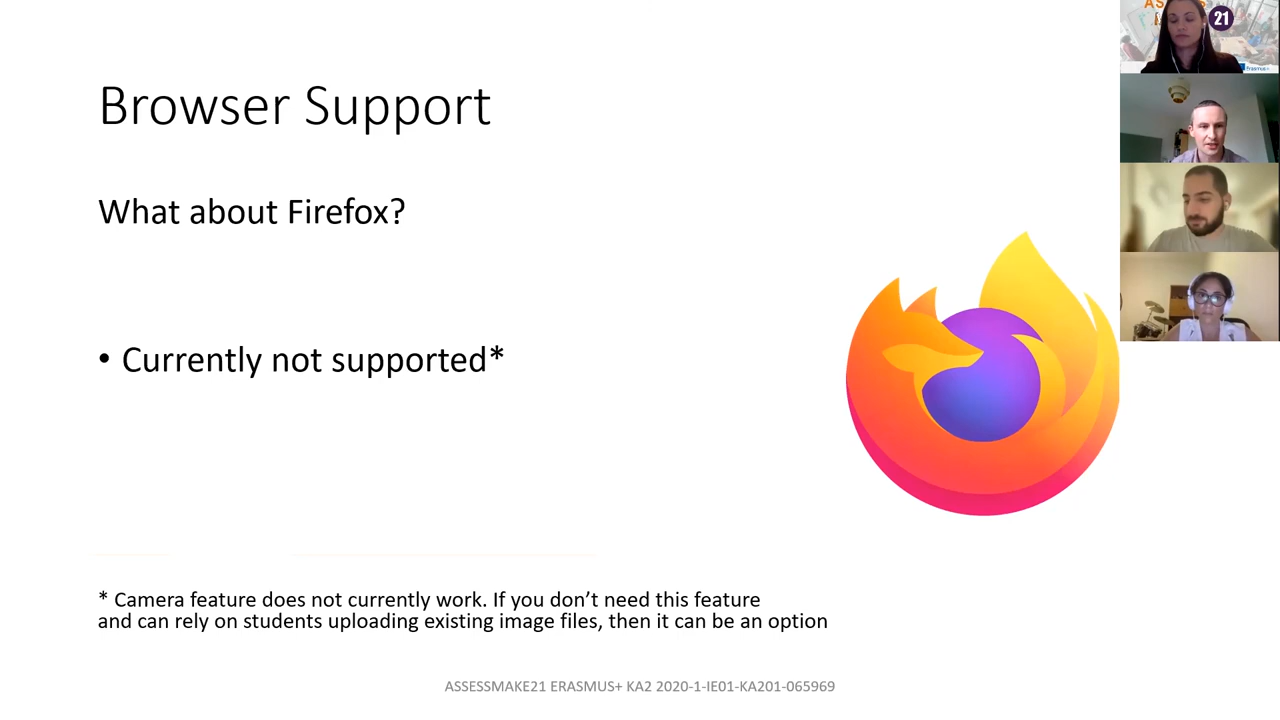 Browser Support
What about Firefox?
• Currently not supported*
* Camera feature does not currently work. If you don’t need this feature
and can rely on students uploading existing image files, then it can be an option
ASSESSMAKE21 ERASMUS+ KA2 2020-1-IE01-KA201-065969
21
Erasmus+